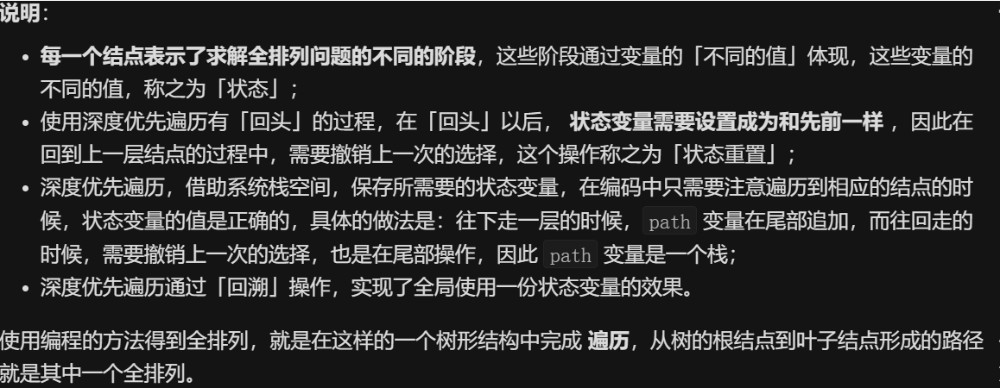 说明：
• 每一个结点表示了求解全排列问题的不同的阶段，这些阶段通过变量的「不同的值」体现，这些变量的
不同的值，称之为「状态」；
• 使用深度优先遍历有「回头」的过程，在「回头」以后， 状态变量需要设置成为和先前一样 ，因此在
回到上一层结点的过程中，需要撤销上一次的选择，这个操作称之为「状态重置」；
• 深度优先遍历，借助系统栈空间，保存所需要的状态变量，在编码中只需要注意遍历到相应的结点的时
候，状态变量的值是正确的，具体的做法是：往下走一层的时候， path 变量在尾部追加，而往回走的
时候，需要撤销上一次的选择，也是在尾部操作，因此 path 变量是一个栈；
• 深度优先遍历通过「回溯」操作，实现了全局使用一份状态变量的效果。
使用编程的方法得到全排列，就是在这样的一个树形结构中完成 遍历，从树的根结点到叶子结点形成的路径
就是其中一个全排列。